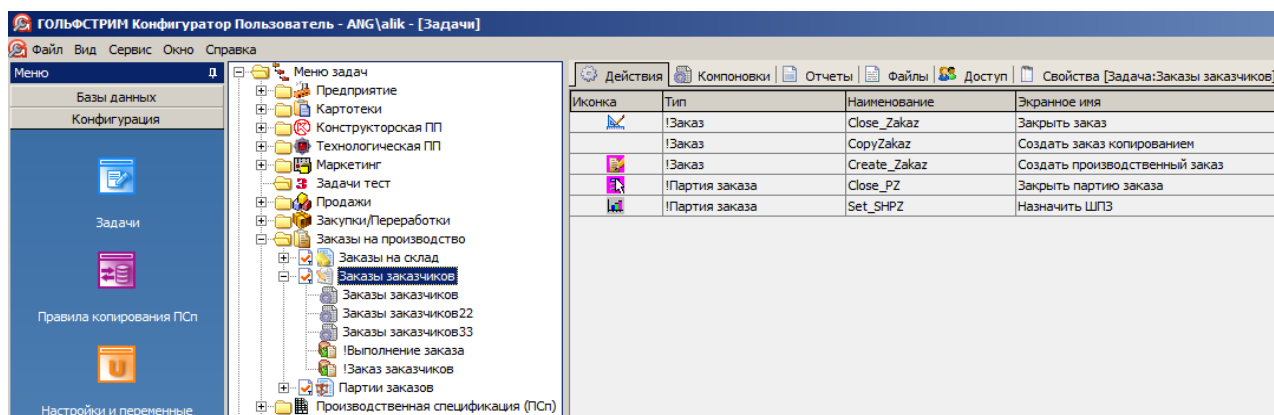 ГОЛЬФСТРИМ Конфигуратор Пользователь - ANG\alik - [Задачи]
Файл Вид Сервис Окно Справка
Меню
Базы данных
Конфигурация
Задачи
Правила копирования ПСп
Настройки и переменные
Меню задач
Предприятие
Картотеки
Конструкторская ПП
Технологическая ПП
Маркетинг
Задачи тест
Продажи
Закупки/Переработки
Заказы на производство
Заказы на склад
Заказы заказчиков
Заказы заказчиков
Заказы заказчиков22
Заказы заказчиков33
!Выполнение заказа
!Заказ заказчиков
Партии заказов
Производственная спецификация (ПСп)
Действия Компоновки Отчеты Файлы Доступ Свойства [Задача:Заказы заказчиков]
Иконка Тип Наименование Экранное имя
!Заказ Close_Zakaz Закрыть заказ
!Заказ CopyZakaz Создать заказ копированием
!Заказ Create_Zakaz Создать производственный заказ
!Партия заказа Close_PZ Закрыть партию заказа
!Партия заказа Set_SHPZ Назначить ШПЗ